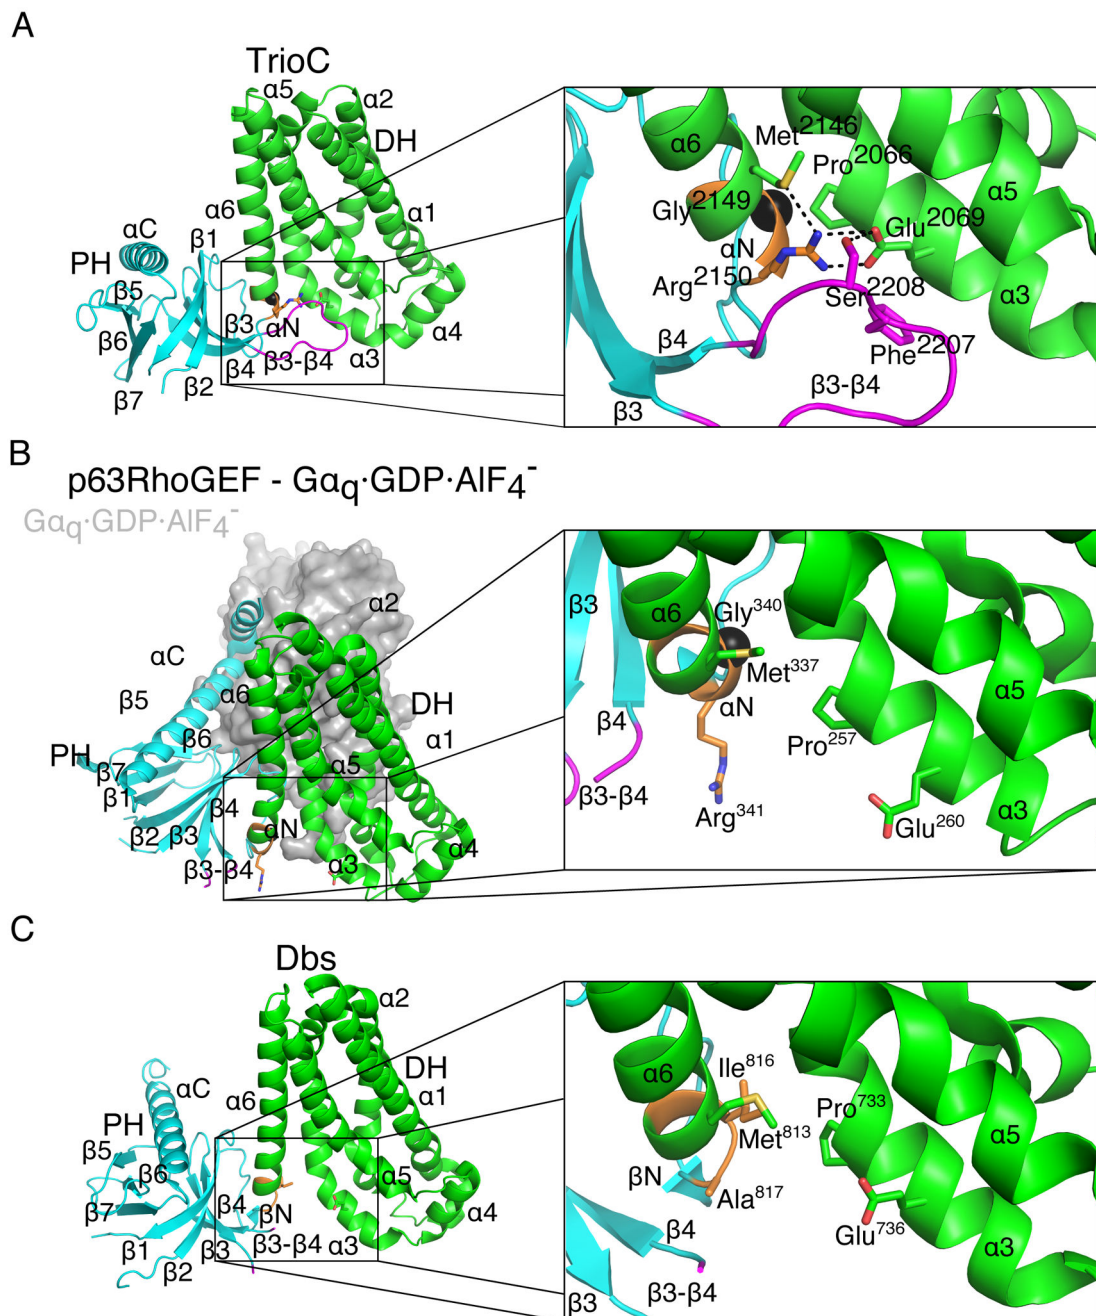 A
TrioC
α5
α2
DH
α6
αC
β1
α1
PH
β5
β3
αN
β6
β4
β3-β4
α3
α4
β7
β2
α6
Met2146
Pro2066
α5
Gly2149
Glu2069
αN
Arg2150
Ser2208
α3
β4
Phe2207
β3-β4
β3
B
p63RhoGEF - Gαq·GDP·AlF4-
Gαq·GDP·AlF4-
α2
αC
α6
β5
DH
β6
α1
PH
β7
α5
β1
β4
β2
β3
αN
α4
β3-β4
α3
β3
α6
Gly340
Met337
αN
α5
β4
Pro257
β3-β4
Arg341
Glu260
α3
C
Dbs
α2
αC
α6
DH
α1
PH
β5
β6
α5
β7
β4
βN
α4
β1
β3
β3-β4
α3
β2
α6
Ile816
Pro733
Met813
α5
βN
Ala817
β4
Glu736
α3
β3
β3-β4